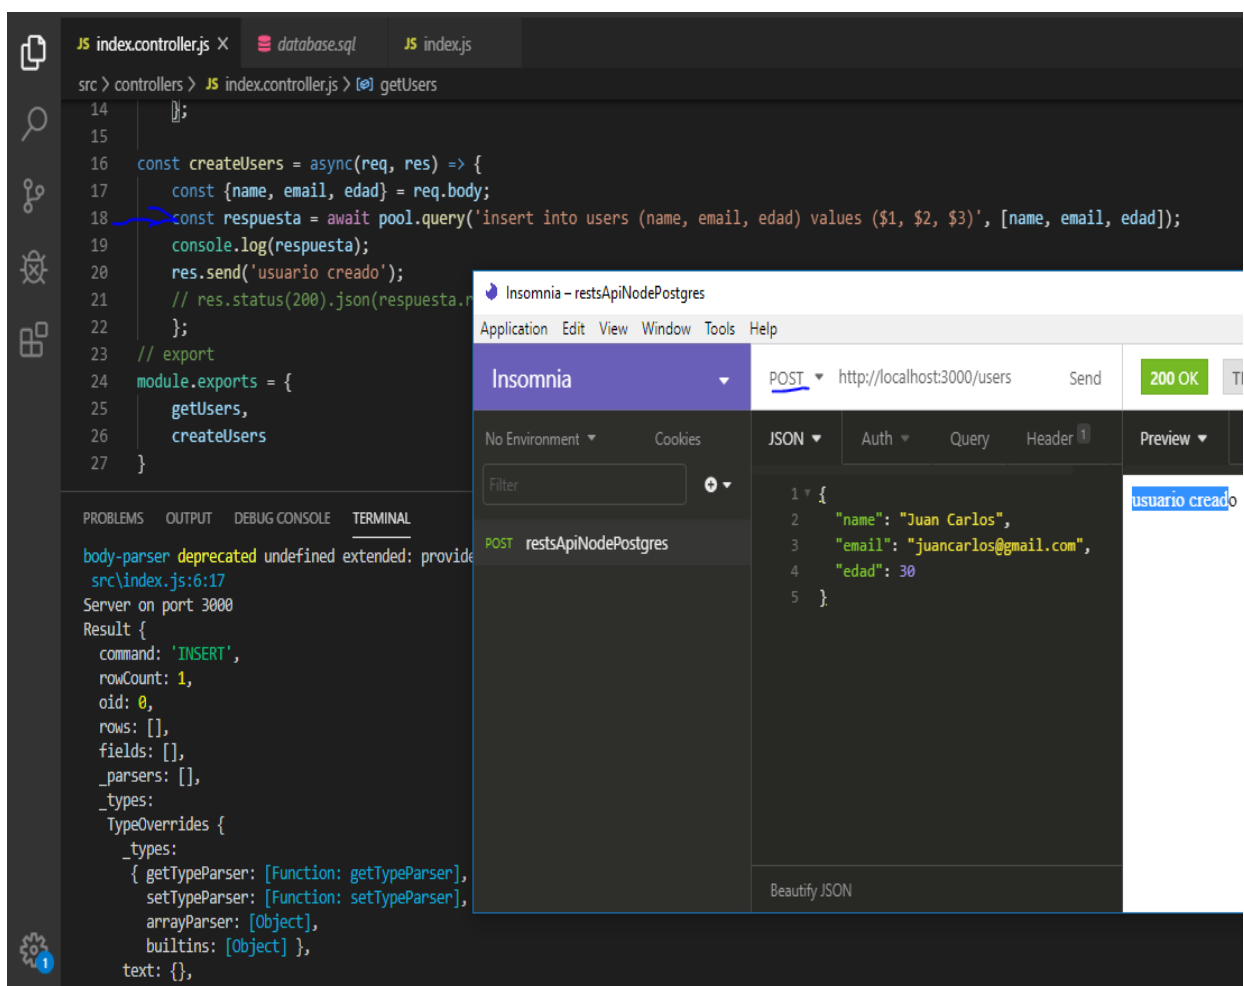 JS index.controller.js X database.sql JS index.js
src > controllers > JS index.controller.js > getUsers
14 };
15
16 const createUsers = async(req, res) => {
17 const {name, email, edad} = req.body;
18 const respuesta = await pool.query('insert into users (name, email, edad) values ($1, $2, $3)', [name, email, edad]);
19 console.log(respuesta);
20 res.send('usuario creado');
21 // res.status(200).json(respuesta.r
22 };
23 // export
24 module.exports = {
25 getUsers,
26 createUsers
27 }
PROBLEMS OUTPUT DEBUG CONSOLE TERMINAL
body-parser deprecated undefined extended: provide
src\index.js:6:17
Server on port 3000
Result {
command: 'INSERT',
rowCount: 1,
oid: 0,
rows: [],
fields: [],
_parsers: [],
_types:
TypeOverrides {
_types:
{ getTypeParser: [Function: getTypeParser],
setTypeParser: [Function: setTypeParser],
arrayParser: [Object],
builtins: [Object] },
text: {},
1
Insomnia – restsApiNodePostgres
Application Edit View Window Tools Help
Insomnia
POST http://localhost:3000/users Send
200 OK
No Environment Cookies
JSON Auth Query Header 1
Preview
Filter
POST restsApiNodePostgres
1 {
2 "name": "Juan Carlos",
3 "email": "juancarlos@gmail.com",
4 "edad": 30
5 }
usuario creado
Beautify JSON